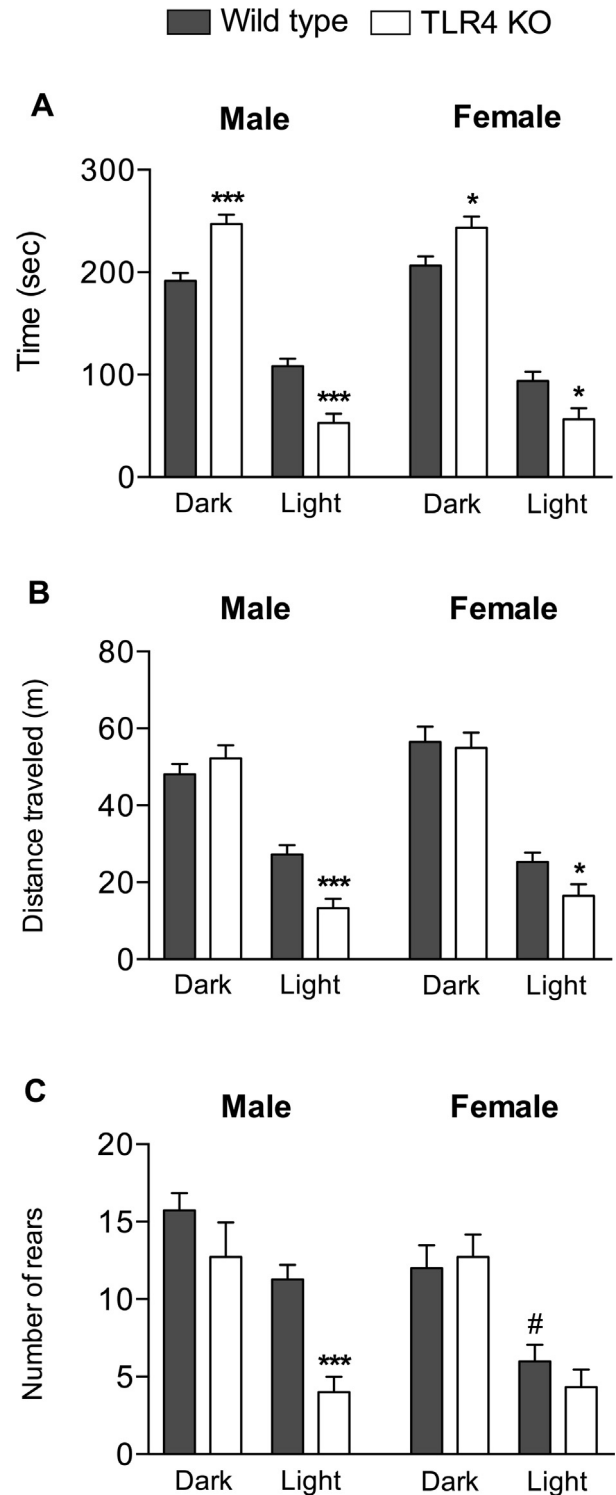 Wild type TLR4 KO
A
Male Female
Time (sec)
300
200
100
0
*** *
*** *
Dark Light Dark Light
B
Male Female
Distance traveled (m)
80
60
40
20
0
*** *
Dark Light Dark Light
C
Male Female
Number of rears
20
15
10
5
0
#
***
Dark Light Dark Light